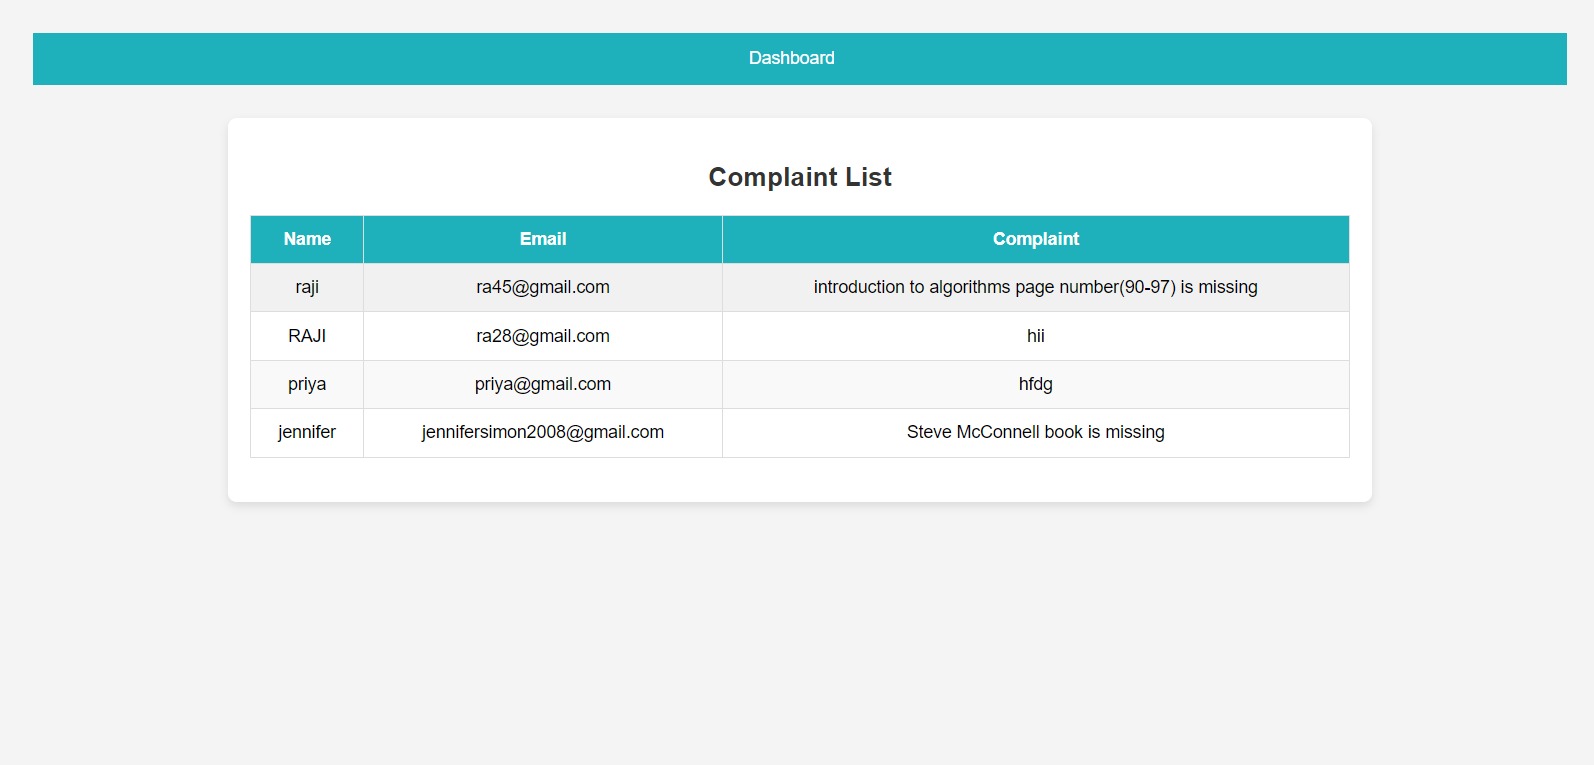 Dashboard
Complaint List
Name Email Complaint
raji ra45@gmail.com introduction to algorithms page number(90-97) is missing
RAJI ra28@gmail.com hii
priya priya@gmail.com hfdg
jennifer jennifersimon2008@gmail.com Steve McConnell book is missing